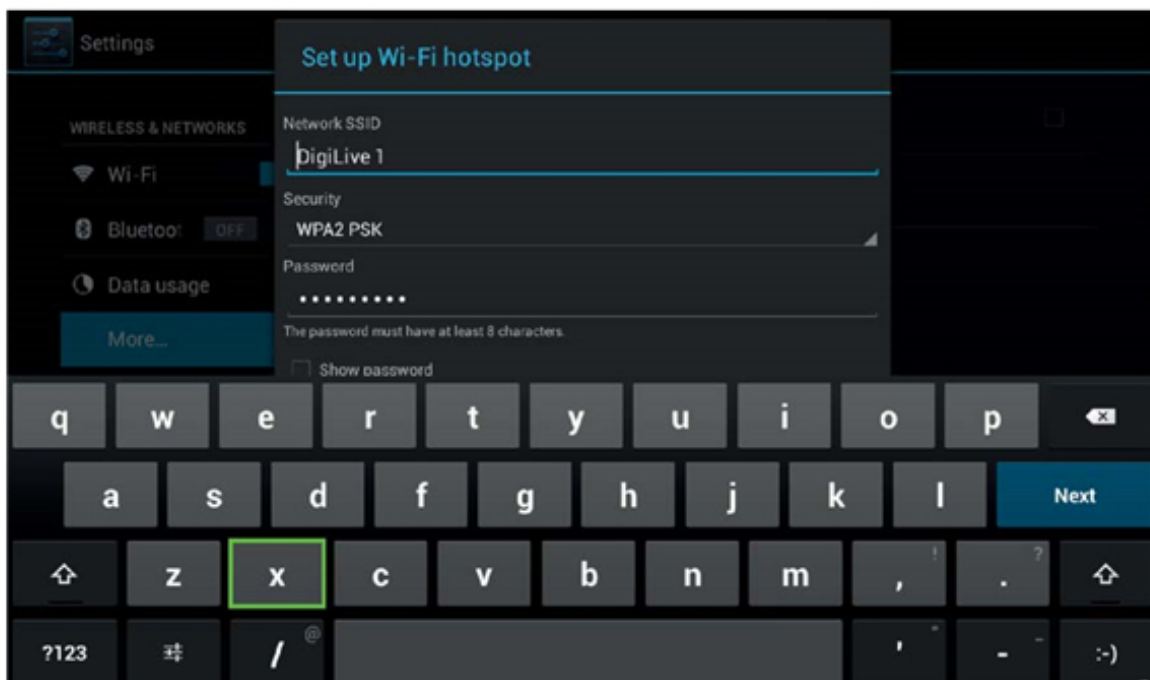 Settings
Set up Wi-Fi hotspot
WIRELESS & NETWORKS
Wi-Fi
Bluetoot OFF
Data usage
More...
Network SSID
DigiLive 1
Security
WPA2 PSK
Password
•••••••••
The password must have at least 8 characters.
Show password
q w e r t y u i o p
a s d f g h j k l Next
z x c v b n m , ! . ?
?123 / @ ' " - _ :-)